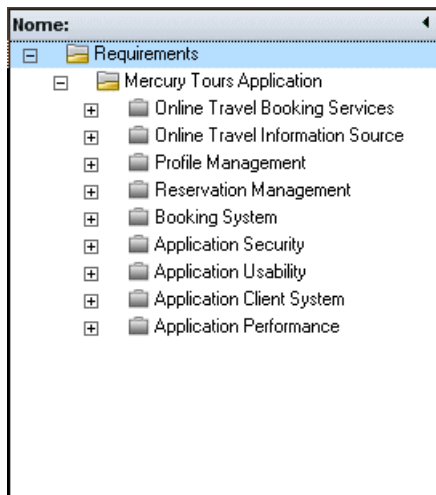 Nome:
Requirements
Mercury Tours Application
Online Travel Booking Services
Online Travel Information Source
Profile Management
Reservation Management
Booking System
Application Security
Application Usability
Application Client System
Application Performance